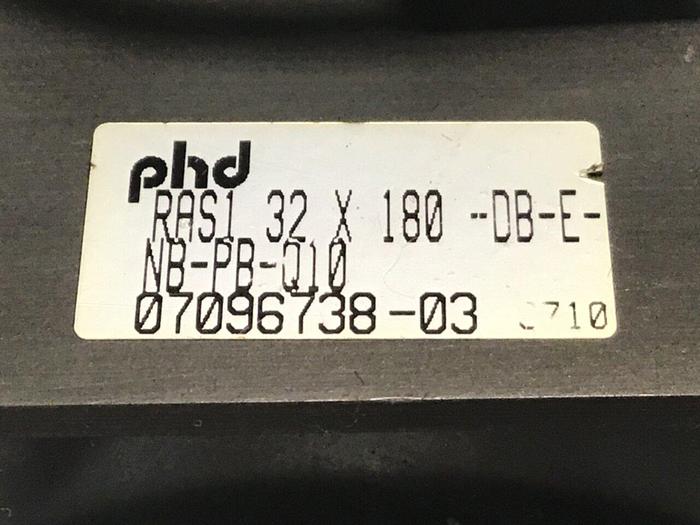 phd
RAS1 32 X 180 -DB-E-
NB-PB-Q10
07096738-03